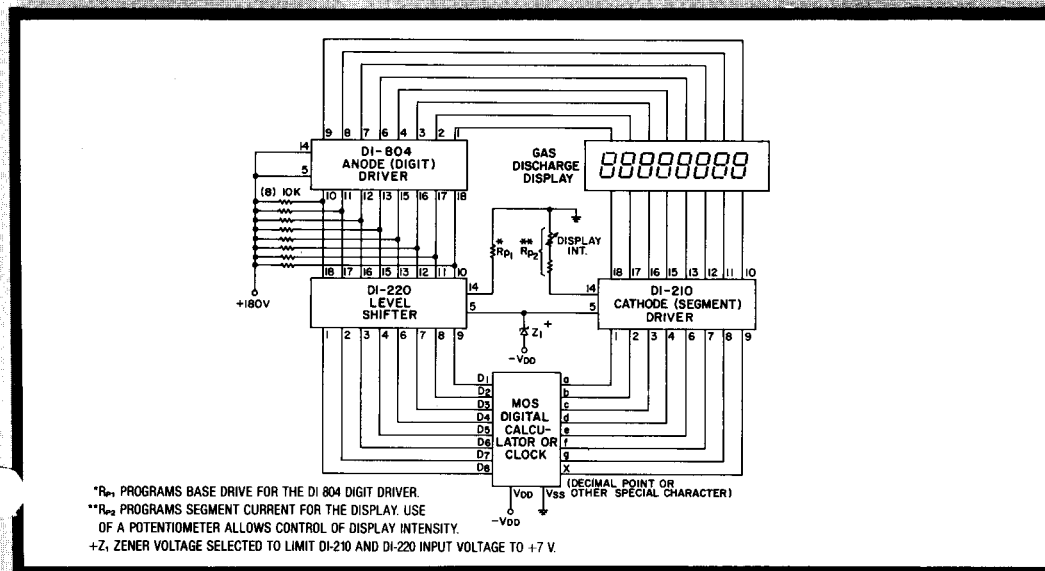 9 8 7 6 4 3 2 1
14
DI-804
ANODE (DIGIT)
DRIVER
5
10 11 12 13 15 16 17 18
(8) 10K
GAS
DISCHARGE
DISPLAY
88888888
+180V
*
RP1
**
RP2
DISPLAY
INT.
18 17 16 15 13 12 11 10
14
DI-220
LEVEL
SHIFTER
5
1 2 3 4 6 7 8 9
18 17 16 15 13 12 11 10
14
DI-210
CATHODE (SEGMENT)
DRIVER
5
1 2 3 4 6 7 8 9
Z1 +
-VDD
D1 a
D2 b
D3 c
D4 d
D5 e
D6 f
D7 g
D8 X
MOS
DIGITAL
CALCU-
LATOR OR
CLOCK
(DECIMAL POINT OR
OTHER SPECIAL CHARACTER)
VDD VSS
-VDD
*RP1 PROGRAMS BASE DRIVE FOR THE DI 804 DIGIT DRIVER.
**RP2 PROGRAMS SEGMENT CURRENT FOR THE DISPLAY. USE
OF A POTENTIOMETER ALLOWS CONTROL OF DISPLAY INTENSITY.
+Z1 ZENER VOLTAGE SELECTED TO LIMIT DI-210 AND DI-220 INPUT VOLTAGE TO +7 V.